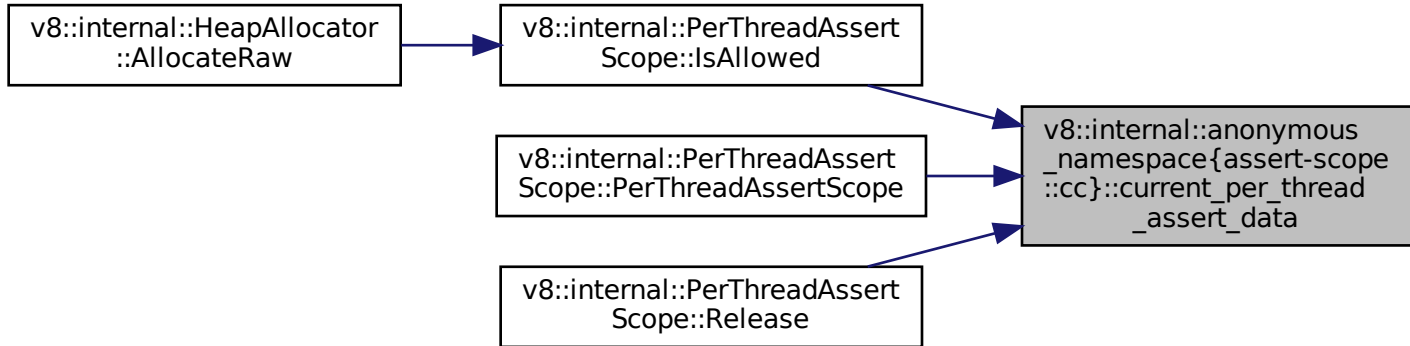 v8::internal::HeapAllocator
::AllocateRaw
v8::internal::PerThreadAssert
Scope::IsAllowed
v8::internal::PerThreadAssert
Scope::PerThreadAssertScope
v8::internal::PerThreadAssert
Scope::Release
v8::internal::anonymous
_namespace{assert-scope
::cc}::current_per_thread
_assert_data